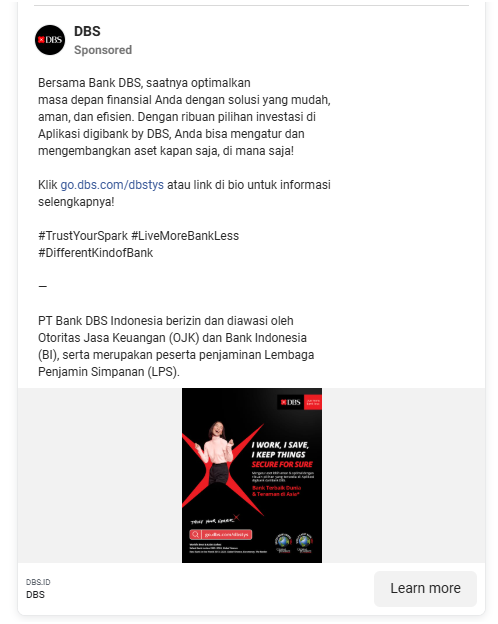 DBS
Sponsored
Bersama Bank DBS, saatnya optimalkan
masa depan finansial Anda dengan solusi yang mudah,
aman, dan efisien. Dengan ribuan pilihan investasi di
Aplikasi digibank by DBS, Anda bisa mengatur dan
mengembangkan aset kapan saja, di mana saja!
Klik go.dbs.com/dbstys atau link di bio untuk informasi
selengkapnya!
#TrustYourSpark #LiveMoreBankLess
#DifferentKindofBank
—
PT Bank DBS Indonesia berizin dan diawasi oleh
Otoritas Jasa Keuangan (OJK) dan Bank Indonesia
(BI), serta merupakan peserta penjaminan Lembaga
Penjamin Simpanan (LPS).
DBS
I WORK, I SAVE,
I KEEP THINGS
SECURE FOR SURE
Bank Terbaik Dunia
& Teraman di Asia*
TRUST YOUR SPARK
go.dbs.com/dbstys
DBS.ID
DBS
Learn more